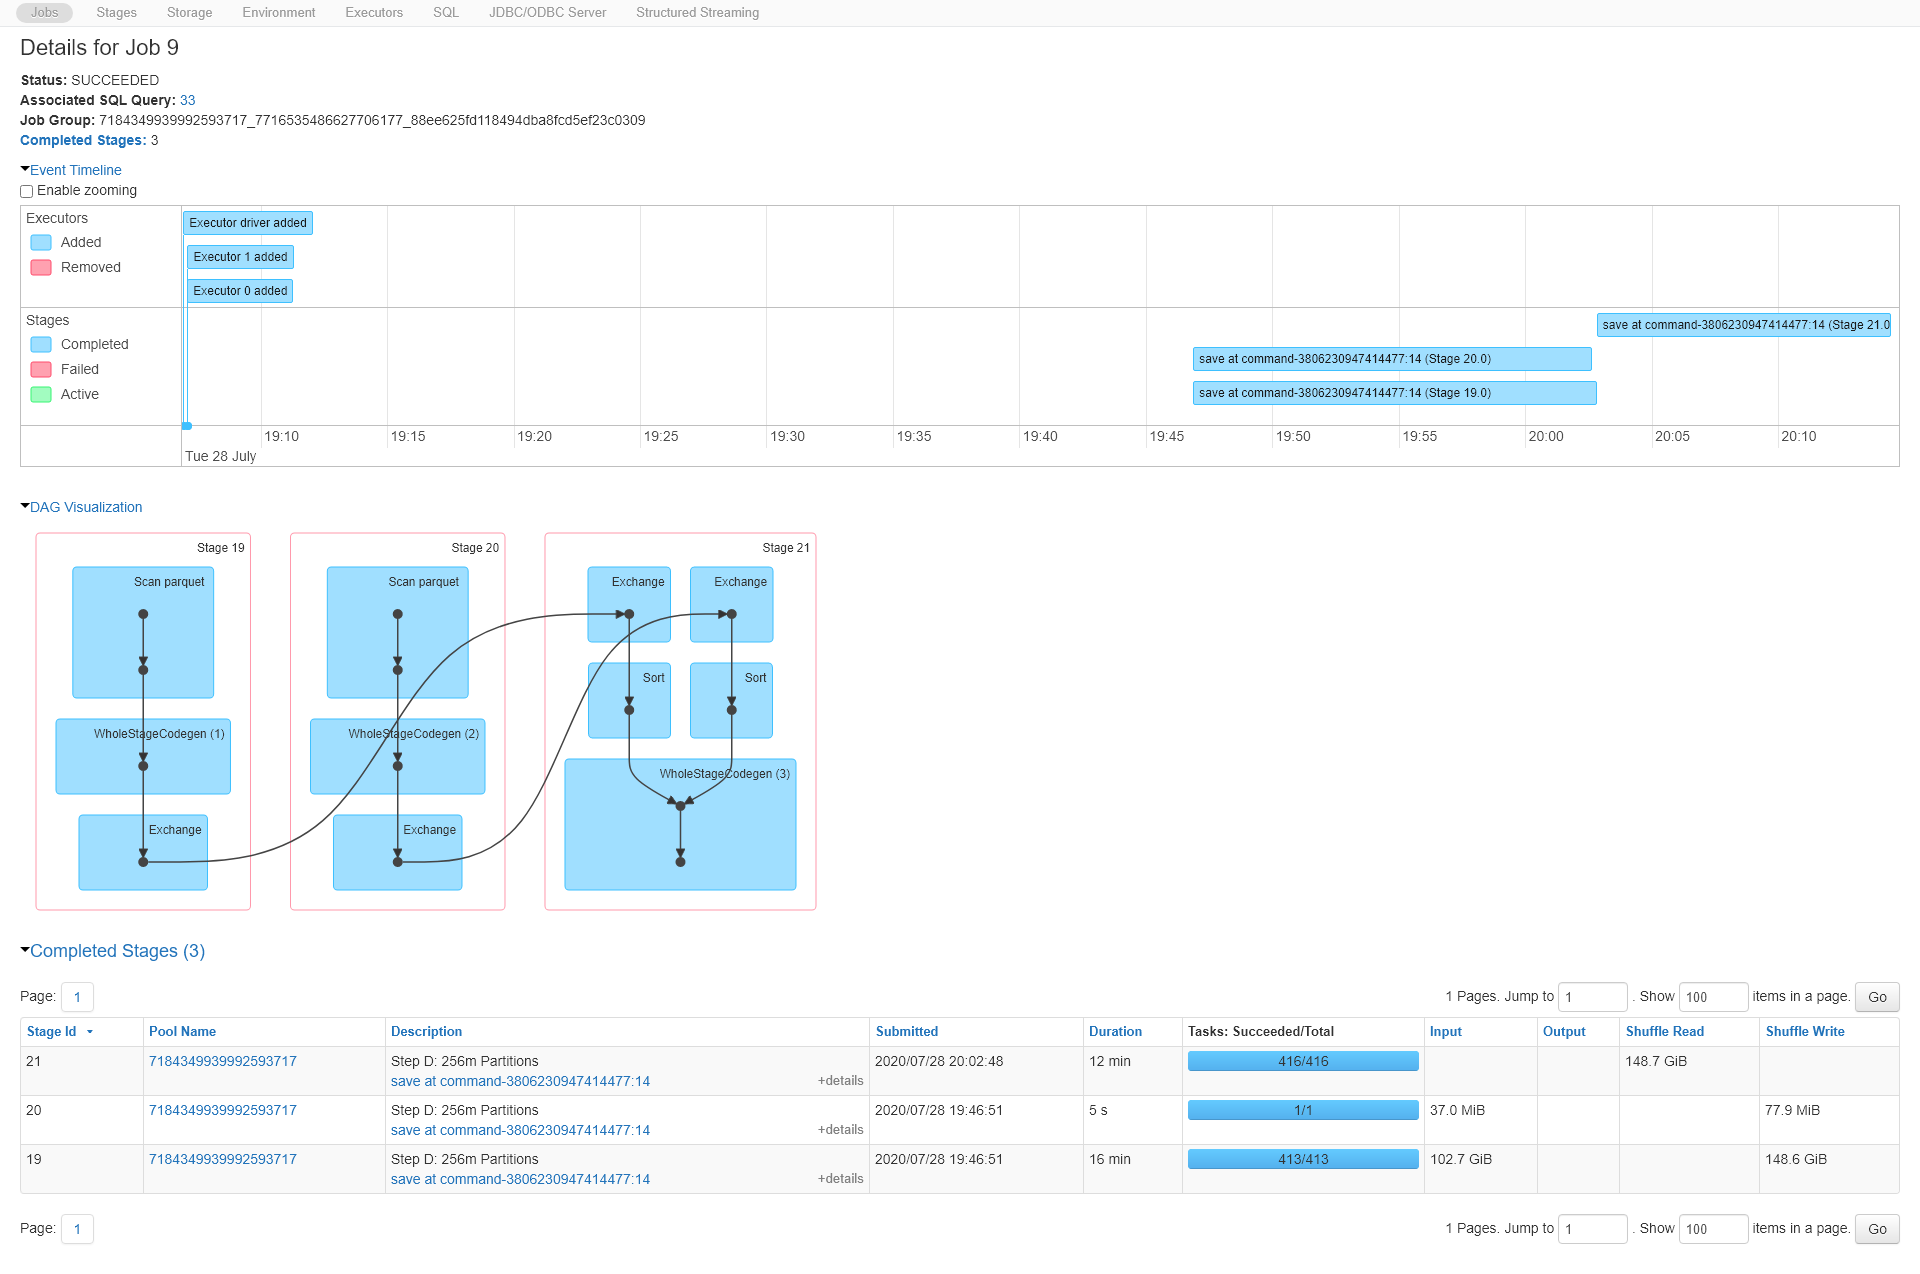 Jobs Stages Storage Environment Executors SQL JDBC/ODBC Server Structured Streaming
Details for Job 9
Status: SUCCEEDED
Associated SQL Query: 33
Job Group: 7184349939992593717_7716535486627706177_88ee625fd118494dba8fcd5ef23c0309
Completed Stages: 3
Event Timeline
Enable zooming
Executors
Added
Removed
Executor driver added
Executor 1 added
Executor 0 added
Stages
Completed
Failed
Active
save at command-3806230947414477:14 (Stage 21.0
save at command-3806230947414477:14 (Stage 20.0)
save at command-3806230947414477:14 (Stage 19.0)
19:10 19:15 19:20 19:25 19:30 19:35 19:40 19:45 19:50 19:55 20:00 20:05 20:10
Tue 28 July
DAG Visualization
Stage 19
Scan parquet
WholeStageCodegen (1)
Exchange
Stage 20
Scan parquet
WholeStageCodegen (2)
Exchange
Stage 21
Exchange Exchange
Sort Sort
WholeStageCodegen (3)
Completed Stages (3)
Page: 1 1 Pages. Jump to 1 . Show 100 items in a page. Go
Stage Id Pool Name Description Submitted Duration Tasks: Succeeded/Total Input Output Shuffle Read Shuffle Write
21 7184349939992593717 Step D: 256m Partitions 2020/07/28 20:02:48 12 min 416/416 148.7 GiB
save at command-3806230947414477:14 +details
20 7184349939992593717 Step D: 256m Partitions 2020/07/28 19:46:51 5 s 1/1 37.0 MiB 77.9 MiB
save at command-3806230947414477:14 +details
19 7184349939992593717 Step D: 256m Partitions 2020/07/28 19:46:51 16 min 413/413 102.7 GiB 148.6 GiB
save at command-3806230947414477:14 +details
Page: 1 1 Pages. Jump to 1 . Show 100 items in a page. Go